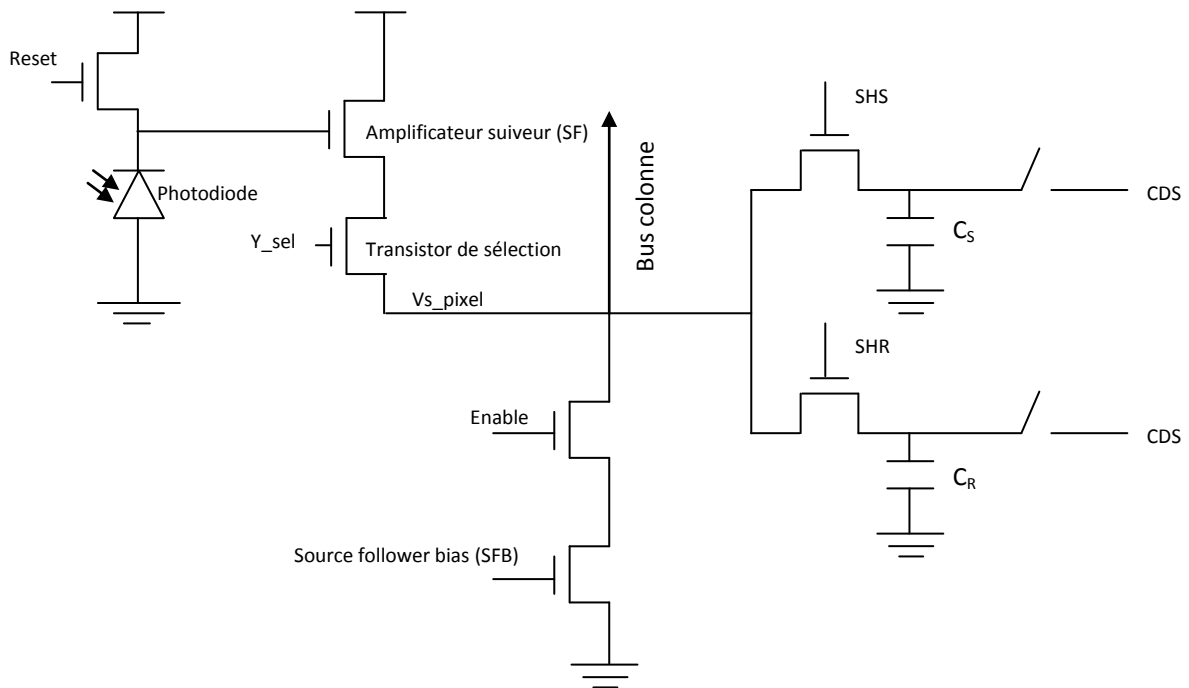 Reset
SHS
Amplificateur suiveur (SF)
Bus colonne
Photodiode
CDS
C_S
Y_sel
Transistor de sélection
Vs_pixel
SHR
Enable
CDS
C_R
Source follower bias (SFB)